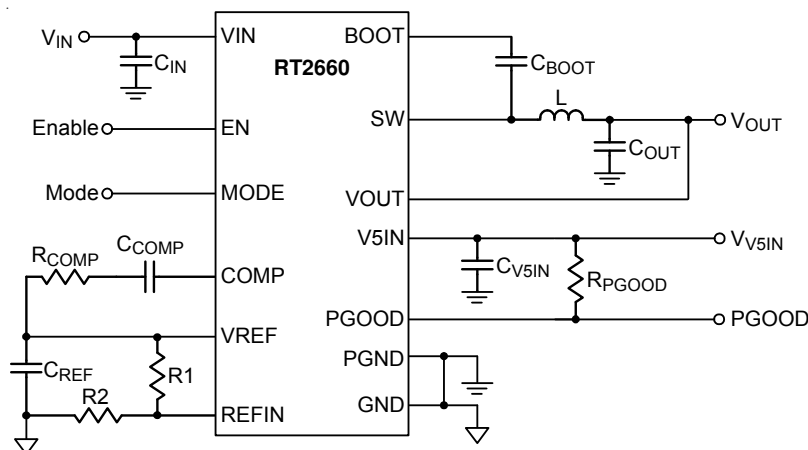 VIN
VIN
CIN
RT2660
BOOT
CBOOT
L
SW
VOUT
COUT
Enable
EN
Mode
MODE
VOUT
V5IN
VV5IN
CV5IN
RPGOOD
RCOMP
CCOMP
COMP
PGOOD
PGOOD
VREF
CREF
R1
PGND
R2
REFIN
GND